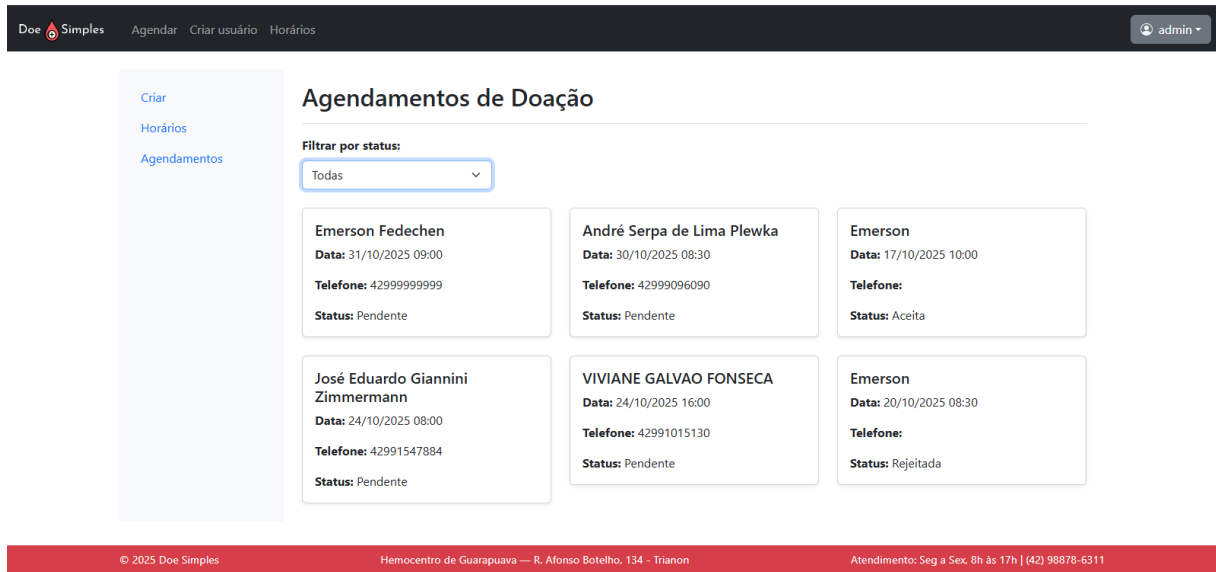 Doe Simples Agendar Criar usuário Horários admin
Criar
Horários
Agendamentos
Agendamentos de Doação
Filtrar por status:
Todas
Emerson Fedechen
Data: 31/10/2025 09:00
Telefone: 42999999999
Status: Pendente
André Serpa de Lima Plewka
Data: 30/10/2025 08:30
Telefone: 42999096090
Status: Pendente
Emerson
Data: 17/10/2025 10:00
Telefone:
Status: Aceita
José Eduardo Giannini
Zimmermann
Data: 24/10/2025 08:00
Telefone: 42991547884
Status: Pendente
VIVIANE GALVAO FONSECA
Data: 24/10/2025 16:00
Telefone: 42991015130
Status: Pendente
Emerson
Data: 20/10/2025 08:30
Telefone:
Status: Rejeitada
© 2025 Doe Simples Hemocentro de Guarapuava — R. Afonso Botelho, 134 - Trianon Atendimento: Seg a Sex, 8h às 17h | (42) 98878-6311